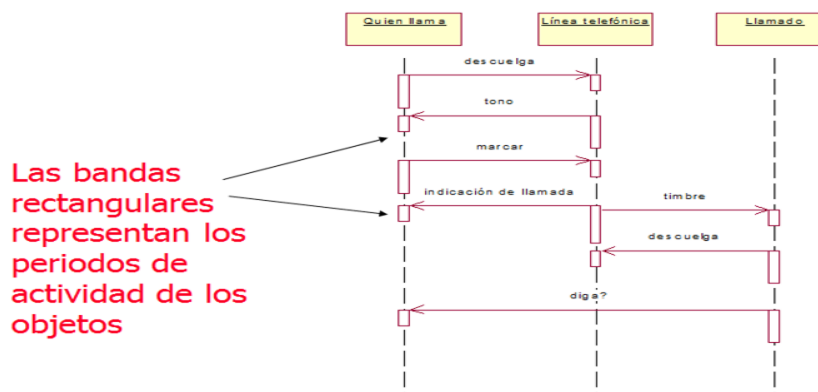 Quien llama
Línea telefónica
Llamado
descuelga
tono
marcar
indicación de llamada
timbre
descuelga
diga?
Las bandas
rectangulares
representan los
periodos de
actividad de los
objetos